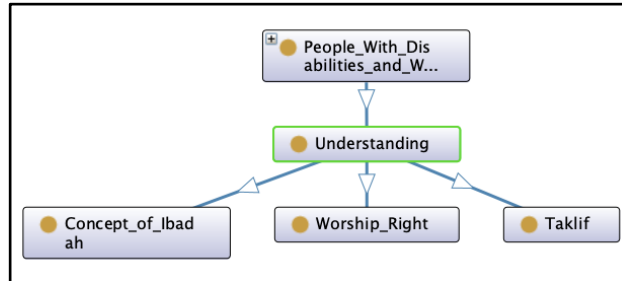 People_With_Dis
abilities_and_W...
Understanding
Concept_of_Ibad
ah
Worship_Right
Taklif